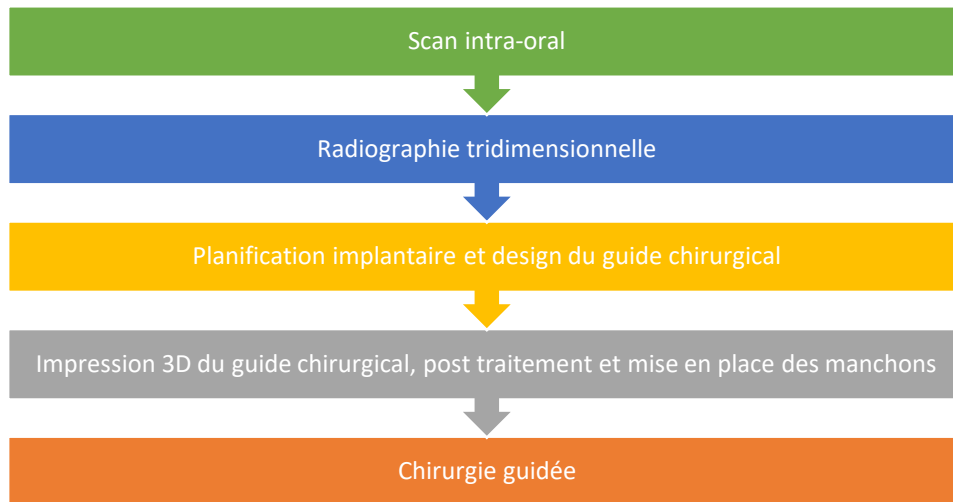 Scan intra-oral
Radiographie tridimensionnelle
Planification implantaire et design du guide chirurgical
Impression 3D du guide chirurgical, post traitement et mise en place des manchons
Chirurgie guidée